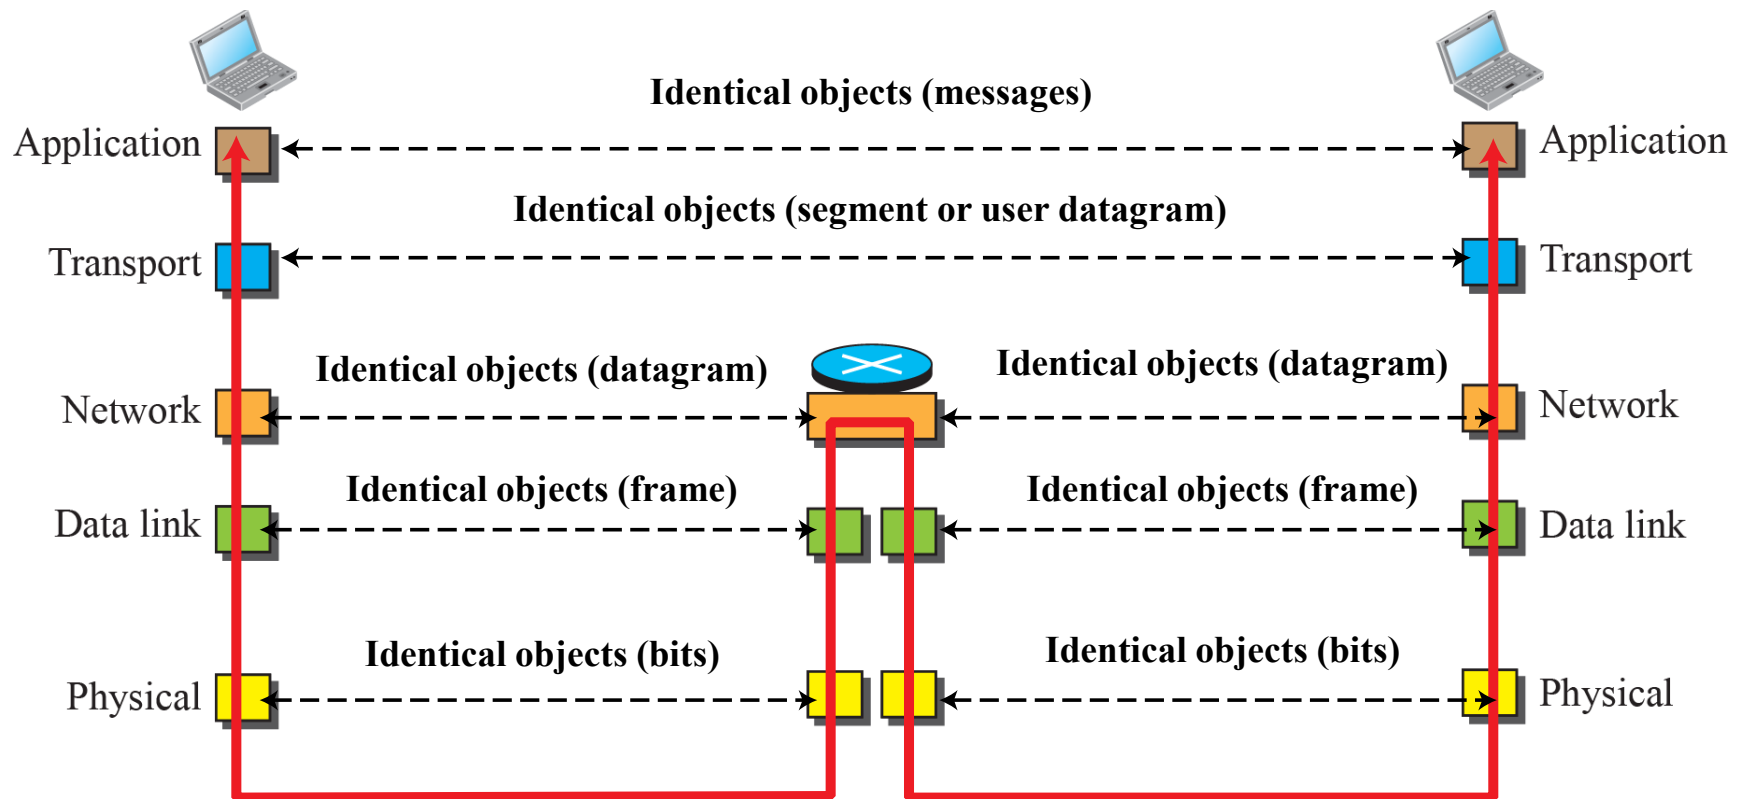 Identical objects (messages)
Application
Application
Identical objects (segment or user datagram)
Transport
Transport
Identical objects (datagram)
Identical objects (datagram)
Network
Network
Identical objects (frame)
Identical objects (frame)
Data link
Data link
Identical objects (bits)
Identical objects (bits)
Physical
Physical